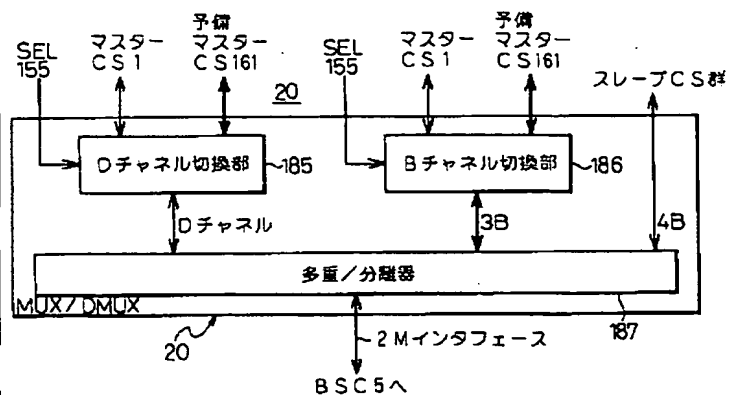 SEL
155
マスター
CS1
予備
マスター
CS161
SEL
155
マスター
CS1
予備
マスター
CS161
スレーブCS群
20
Dチャネル切換部
185
Bチャネル切換部
186
Dチャネル
3B
4B
多重/分離器
MUX/DMUX
187
20
2Mインタフェース
BSC5へ